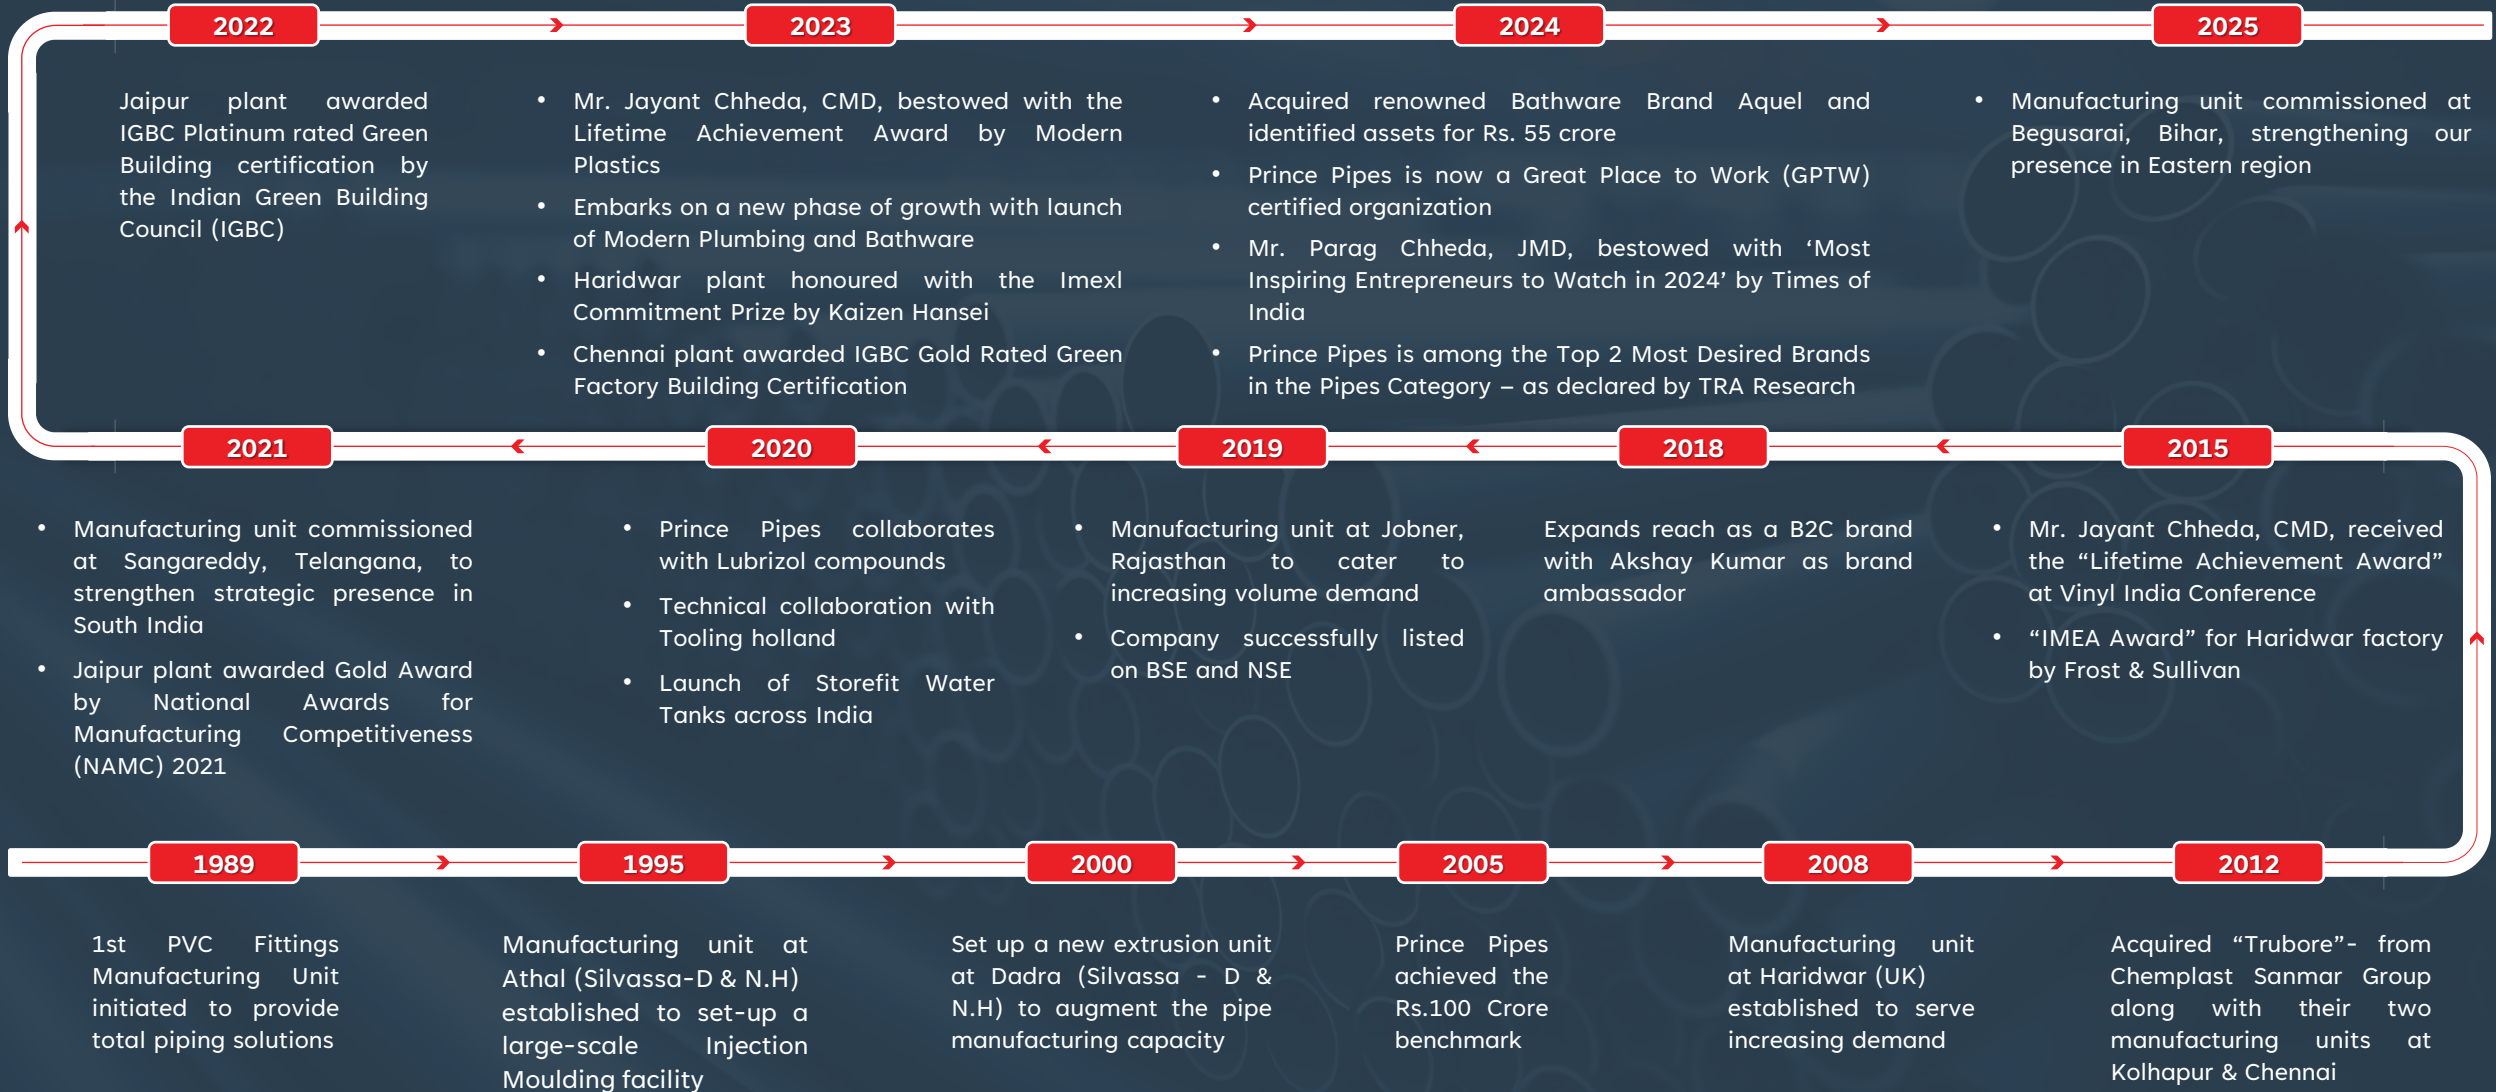 2022
Jaipur plant awarded
IGBC Platinum rated Green
Building certification by
the Indian Green Building
Council (IGBC)
2023
• Mr. Jayant Chheda, CMD, bestowed with the
Lifetime Achievement Award by Modern
Plastics
• Embarks on a new phase of growth with launch
of Modern Plumbing and Bathware
• Haridwar plant honoured with the Imexl
Commitment Prize by Kaizen Hansei
• Chennai plant awarded IGBC Gold Rated Green
Factory Building Certification
2024
• Acquired renowned Bathware Brand Aquel and
identified assets for Rs. 55 crore
• Prince Pipes is now a Great Place to Work (GPTW)
certified organization
• Mr. Parag Chheda, JMD, bestowed with ‘Most
Inspiring Entrepreneurs to Watch in 2024’ by Times of
India
• Prince Pipes is among the Top 2 Most Desired Brands
in the Pipes Category – as declared by TRA Research
2025
• Manufacturing unit commissioned at
Begusarai, Bihar, strengthening our
presence in Eastern region
2021
• Manufacturing unit commissioned
at Sangareddy, Telangana, to
strengthen strategic presence in
South India
• Jaipur plant awarded Gold Award
by National Awards for
Manufacturing Competitiveness
(NAMC) 2021
2020
• Prince Pipes collaborates
with Lubrizol compounds
• Technical collaboration with
Tooling holland
• Launch of Storefit Water
Tanks across India
2019
• Manufacturing unit at Jobner,
Rajasthan to cater to
increasing volume demand
• Company successfully listed
on BSE and NSE
2018
Expands reach as a B2C brand
with Akshay Kumar as brand
ambassador
2015
• Mr. Jayant Chheda, CMD, received
the “Lifetime Achievement Award”
at Vinyl India Conference
• “IMEA Award” for Haridwar factory
by Frost & Sullivan
1989
1st PVC Fittings
Manufacturing Unit
initiated to provide
total piping solutions
1995
Manufacturing unit at
Athal (Silvassa-D & N.H)
established to set-up a
large-scale Injection
Moulding facility
2000
Set up a new extrusion unit
at Dadra (Silvassa - D &
N.H) to augment the pipe
manufacturing capacity
2005
Prince Pipes
achieved the
Rs.100 Crore
benchmark
2008
Manufacturing unit
at Haridwar (UK)
established to serve
increasing demand
2012
Acquired “Trubore”- from
Chemplast Sanmar Group
along with their two
manufacturing units at
Kolhapur & Chennai